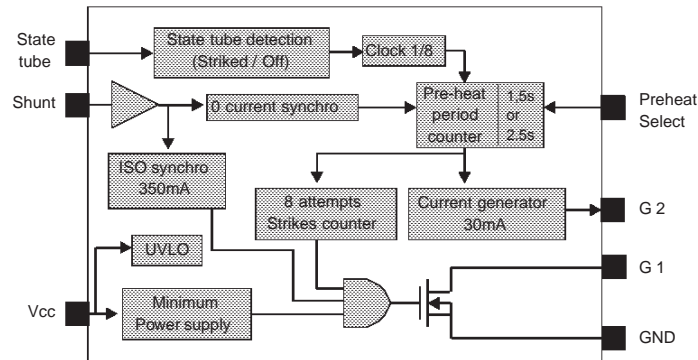 State
tube
State tube detection
(Striked / Off)
Clock 1/8
Shunt
0 current synchro
Pre-heat
period
counter
1,5s
or
2.5s
Preheat
Select
ISO synchro
350mA
8 attempts
Strikes counter
Current generator
30mA
G 2
UVLO
G 1
Vcc
Minimum
Power supply
GND